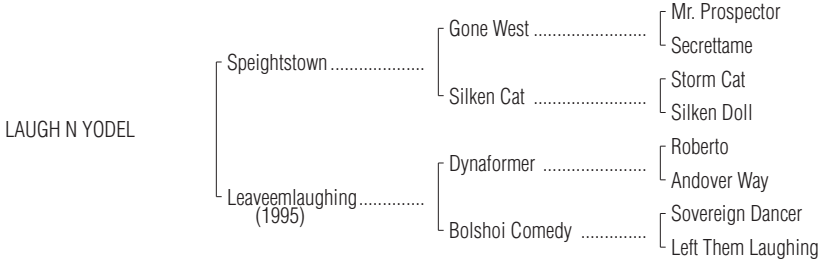 Mr. Prospector
Gone West .......................
Secrettame
Speightstown ...................
Storm Cat
Silken Cat .......................
Silken Doll
LAUGH N YODEL
Roberto
Dynaformer .....................
Andover Way
Leaveemlaughing.............
(1995)
Sovereign Dancer
Bolshoi Comedy ..............
Left Them Laughing